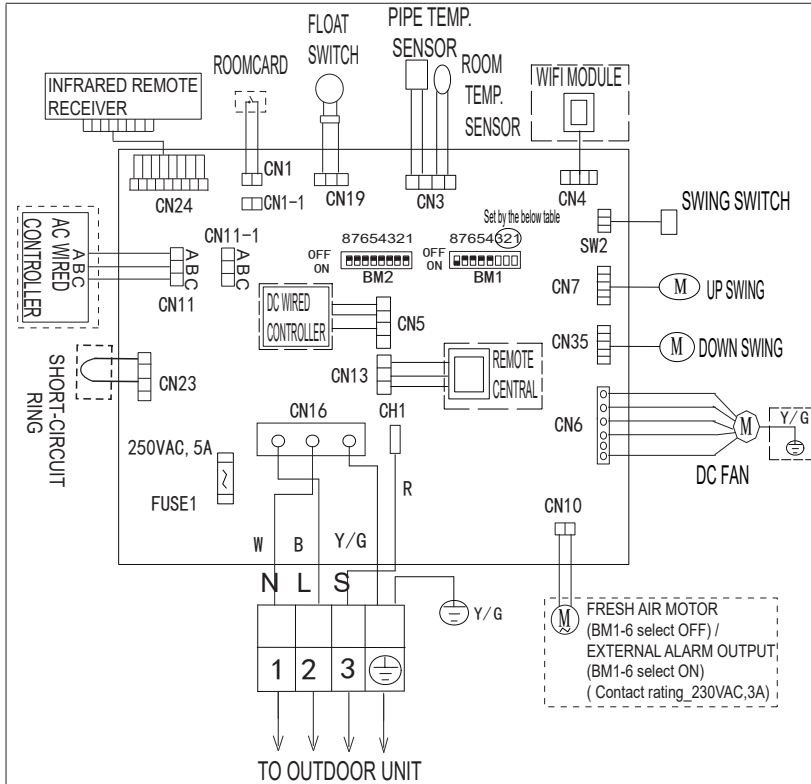 FLOAT
SWITCH
PIPE TEMP.
SENSOR
ROOMCARD
ROOM
TEMP.
SENSOR
WIFI MODULE
INFRARED REMOTE
RECEIVER
CN1
CN1-1
CN24
CN19
CN3
CN4
Set by the below table
SWING SWITCH
SW2
AC WIRED
CONTROLLER
A B C
A B C
CN11
CN11-1
A B C
87654321
OFF
ON
BM2
87654321
OFF
ON
BM1
CN7
M
UP SWING
DC WIRED
CONTROLLER
CN5
CN35
M
DOWN SWING
SHORT-CIRCUIT
RING
CN23
CN13
REMOTE
CENTRAL
CN16
CH1
CN6
M
Y/G
DC FAN
250VAC, 5A
FUSE1
R
CN10
W
B
Y/G
N
L
S
Y/G
1
2
3
M
FRESH AIR MOTOR
(BM1-6 select OFF) /
EXTERNAL ALARM OUTPUT
(BM1-6 select ON)
( Contact rating_230VAC,3A)
TO OUTDOOR UNIT